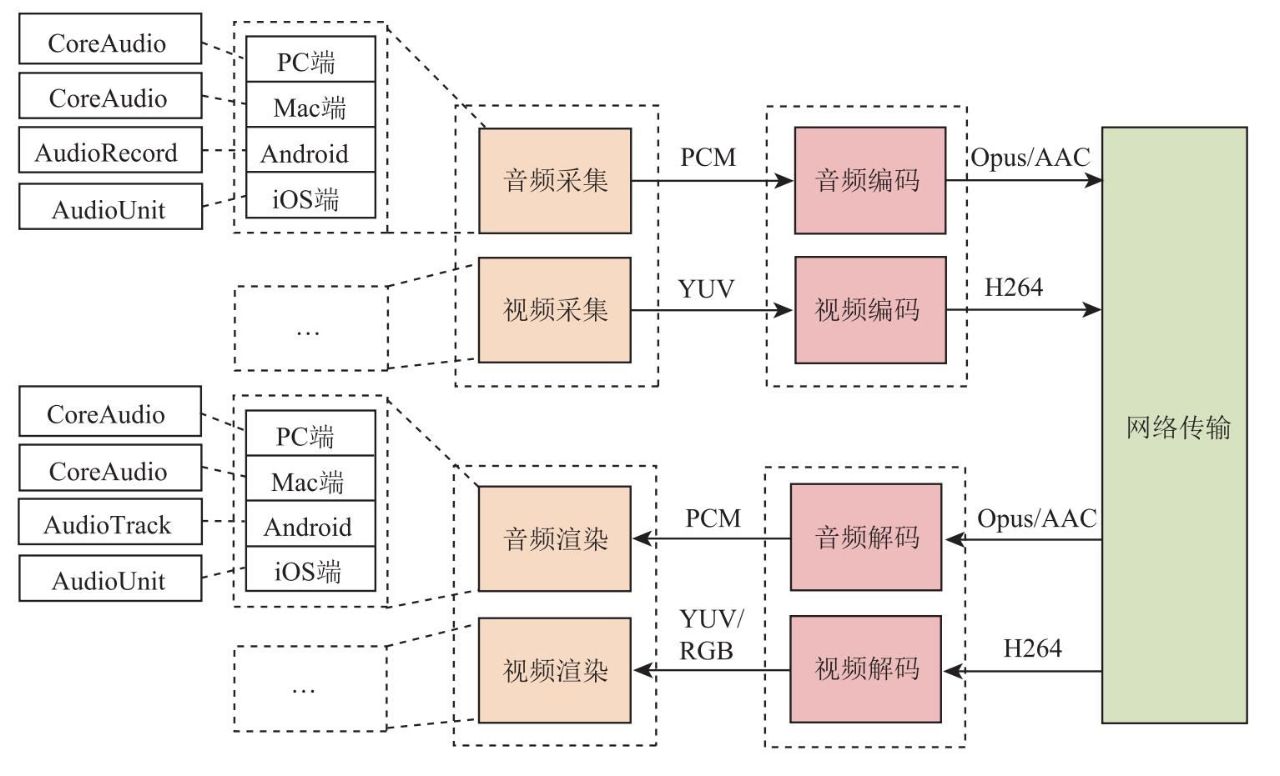 CoreAudio
CoreAudio
AudioRecord
AudioUnit
PC端
Mac端
Android
iOS端
音频采集
PCM
音频编码
Opus/AAC
…
视频采集
YUV
视频编码
H264
网络传输
CoreAudio
CoreAudio
AudioTrack
AudioUnit
PC端
Mac端
Android
iOS端
音频渲染
PCM
音频解码
Opus/AAC
…
视频渲染
YUV/
RGB
视频解码
H264